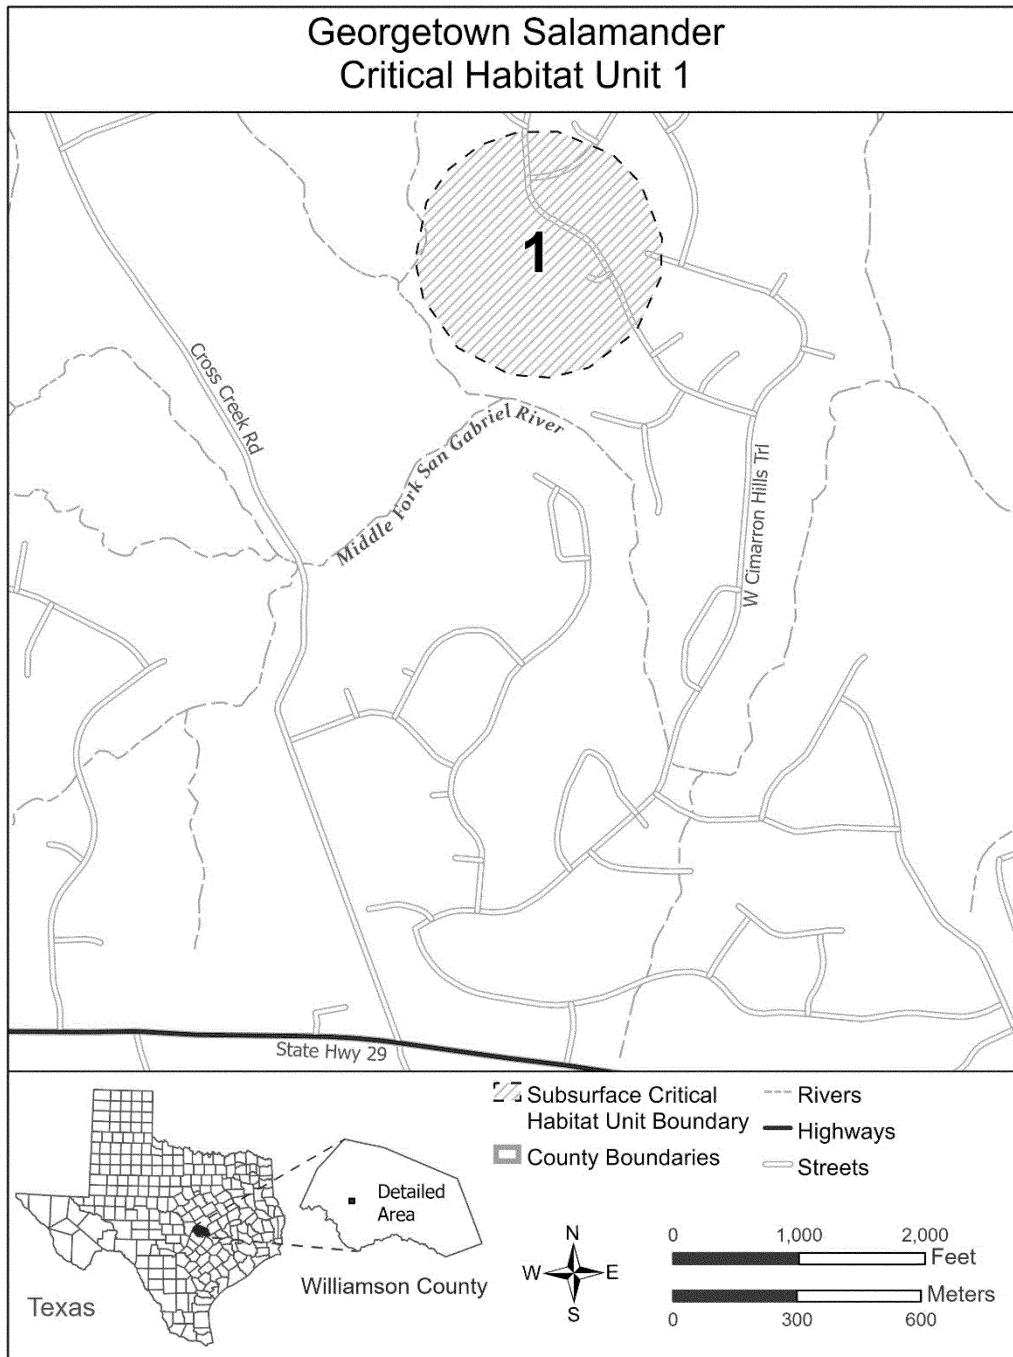 Georgetown Salamander
Critical Habitat Unit 1
1
Cross Creek Rd
Middle Fork San Gabriel River
W Cimarron Hills Trl
State Hwy 29
Subsurface Critical
Habitat Unit Boundary
County Boundaries
Rivers
Highways
Streets
Detailed
Area
Williamson County
Texas
N
W E
S
0 1,000 2,000
Feet
Meters
0 300 600